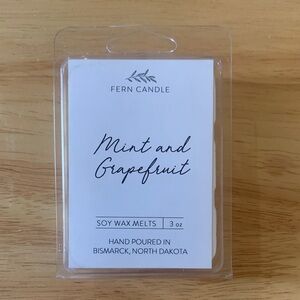 FERN CANDLE
Mint and
Grapefruit
SOY WAX MELTS | 3 oz
HAND POURED IN
BISMARCK, NORTH DAKOTA